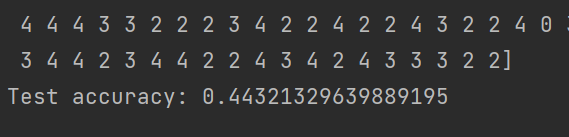 4 4 4 3 3 2 2 2 3 4 2 2 4 2 2 4 3 2 2 4 0
3 4 4 2 3 4 4 2 2 4 3 4 2 4 3 3 3 2 2]
Test accuracy: 0.44321329639889195